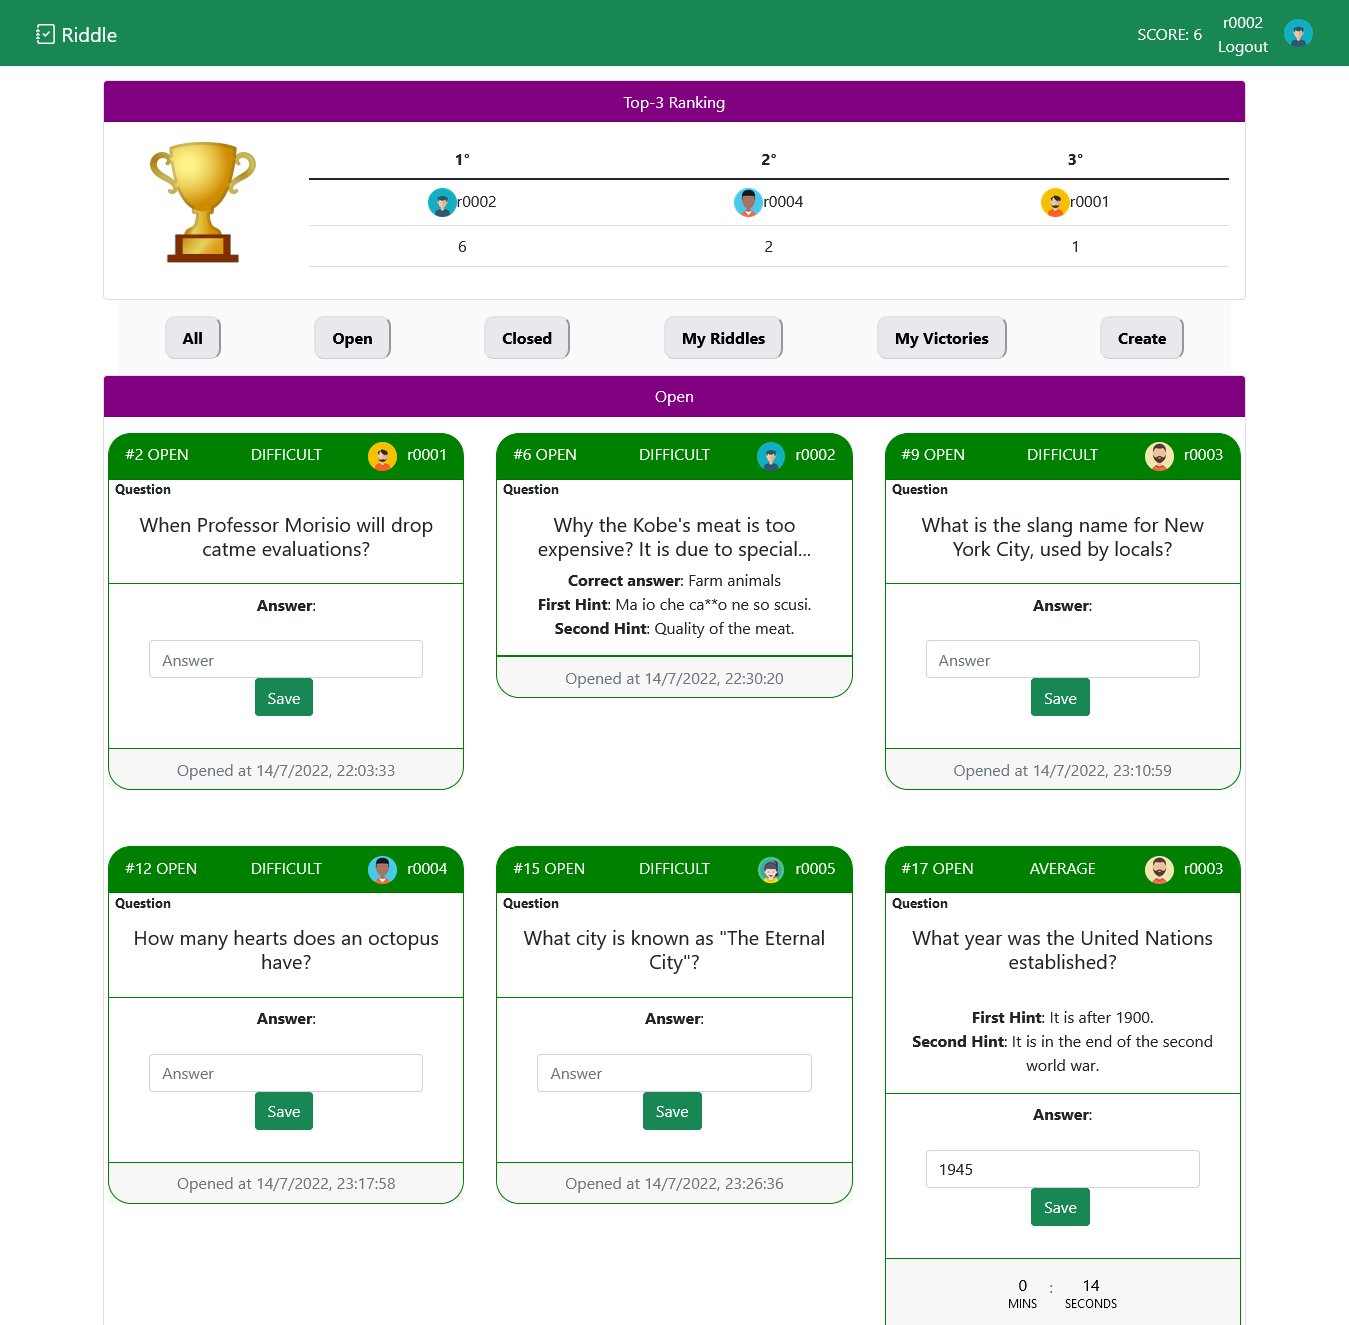 Riddle
SCORE: 6
r0002
Logout
Top-3 Ranking
1° 2° 3°
r0002 r0004 r0001
6 2 1
All Open Closed My Riddles My Victories Create
Open
#2 OPEN DIFFICULT r0001
Question
When Professor Morisio will drop
catme evaluations?
Answer:
Answer
Save
Opened at 14/7/2022, 22:03:33
#6 OPEN DIFFICULT r0002
Question
Why the Kobe's meat is too
expensive? It is due to special...
Correct answer: Farm animals
First Hint: Ma io che ca**o ne so scusi.
Second Hint: Quality of the meat.
Opened at 14/7/2022, 22:30:20
#9 OPEN DIFFICULT r0003
Question
What is the slang name for New
York City, used by locals?
Answer:
Answer
Save
Opened at 14/7/2022, 23:10:59
#12 OPEN DIFFICULT r0004
Question
How many hearts does an octopus
have?
Answer:
Answer
Save
Opened at 14/7/2022, 23:17:58
#15 OPEN DIFFICULT r0005
Question
What city is known as "The Eternal
City"?
Answer:
Answer
Save
Opened at 14/7/2022, 23:26:36
#17 OPEN AVERAGE r0003
Question
What year was the United Nations
established?
First Hint: It is after 1900.
Second Hint: It is in the end of the second
world war.
Answer:
1945
Save
0 : 14
MINS SECONDS